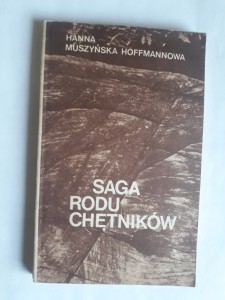 HANNA
MUSZYŃSKA HOFFMANNOWA
SAGA
RODU
CHETNIKÓW